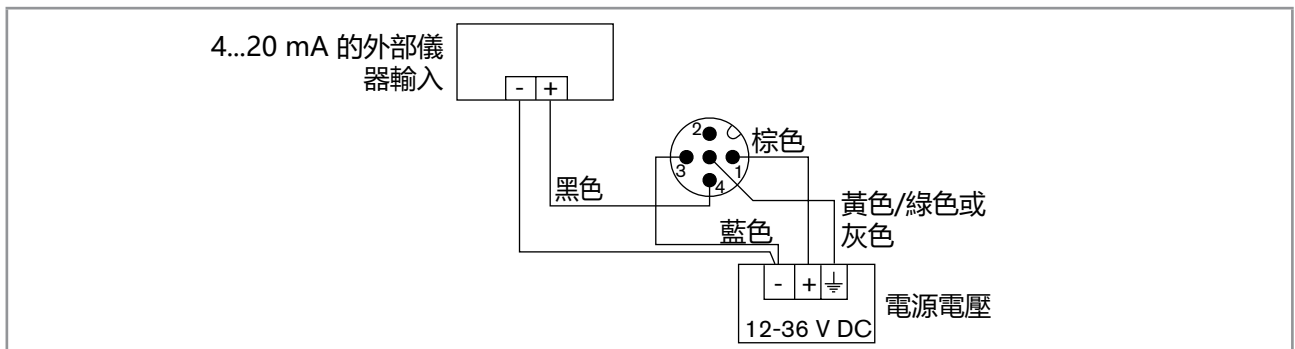 4...20 mA 的外部儀
器輸入
- +
2
棕色
3
1
4
黑色
黃色/綠色或
灰色
藍色
- +
電源電壓
12-36 V DC